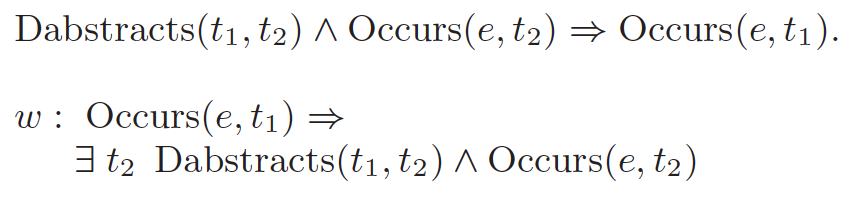 Dabstracts(t₁, t₂) ∧ Occurs(e, t₂) ⇒ Occurs(e, t₁).
w : Occurs(e, t₁) ⇒
∃ t₂ Dabstracts(t₁, t₂) ∧ Occurs(e, t₂)